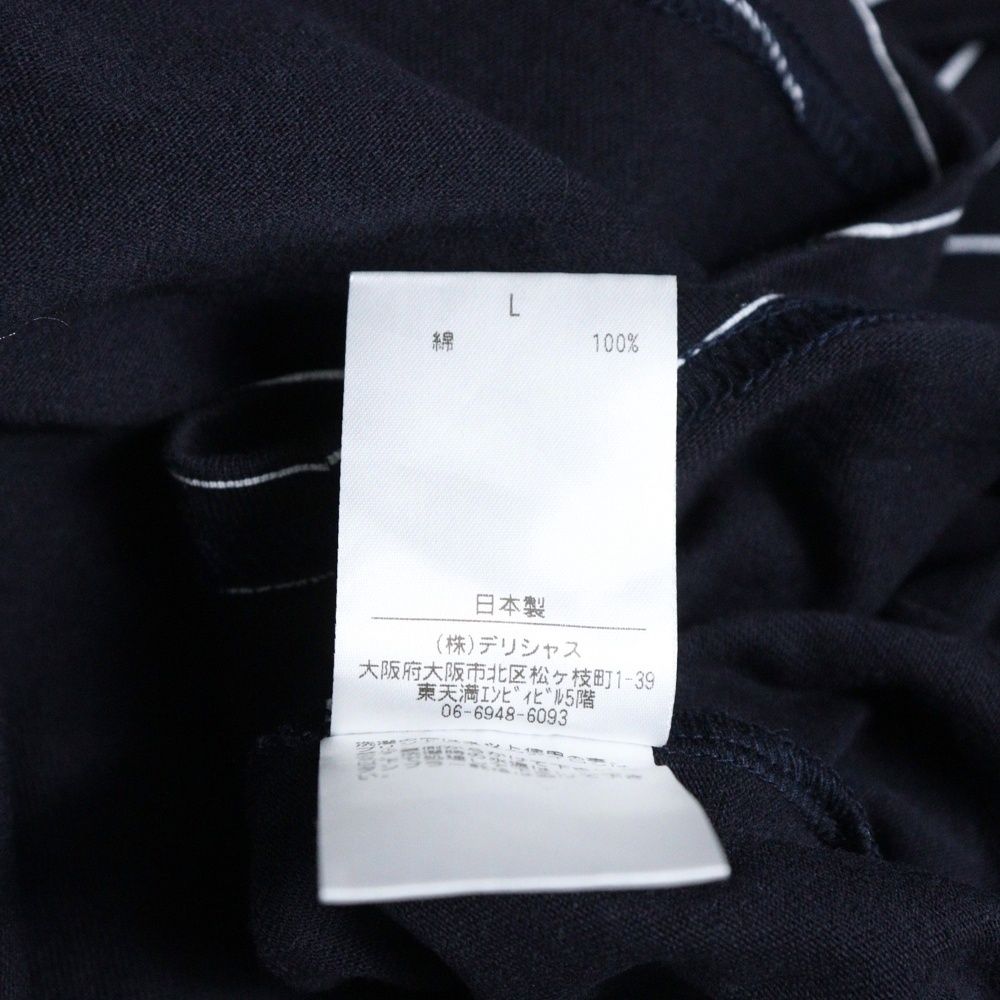 L
綿 100%
日本製
(株)デリシャス
大阪府大阪市北区松ヶ枝町1-39
東天満ｴﾝﾋﾞｨﾋﾞﾙ5階
06-6948-6093